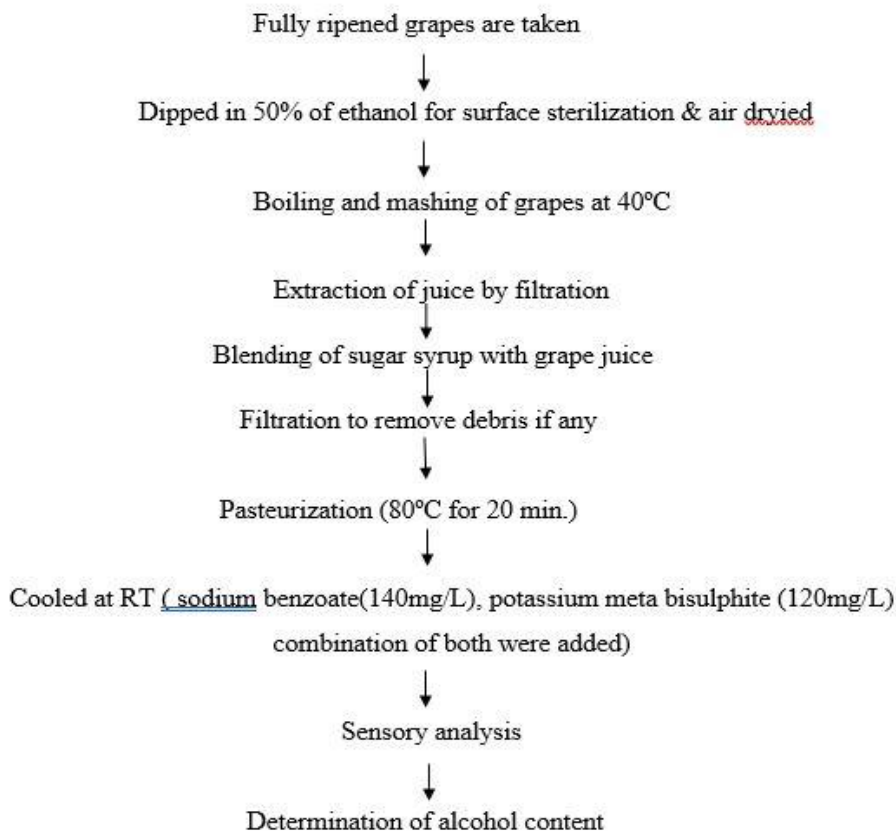 Fully ripened grapes are taken
Dipped in 50% of ethanol for surface sterilization & air dryied
Boiling and mashing of grapes at 40ºC
Extraction of juice by filtration
Blending of sugar syrup with grape juice
Filtration to remove debris if any
Pasteurization (80ºC for 20 min.)
Cooled at RT ( sodium benzoate(140mg/L), potassium meta bisulphite (120mg/L)
combination of both were added)
Sensory analysis
Determination of alcohol content